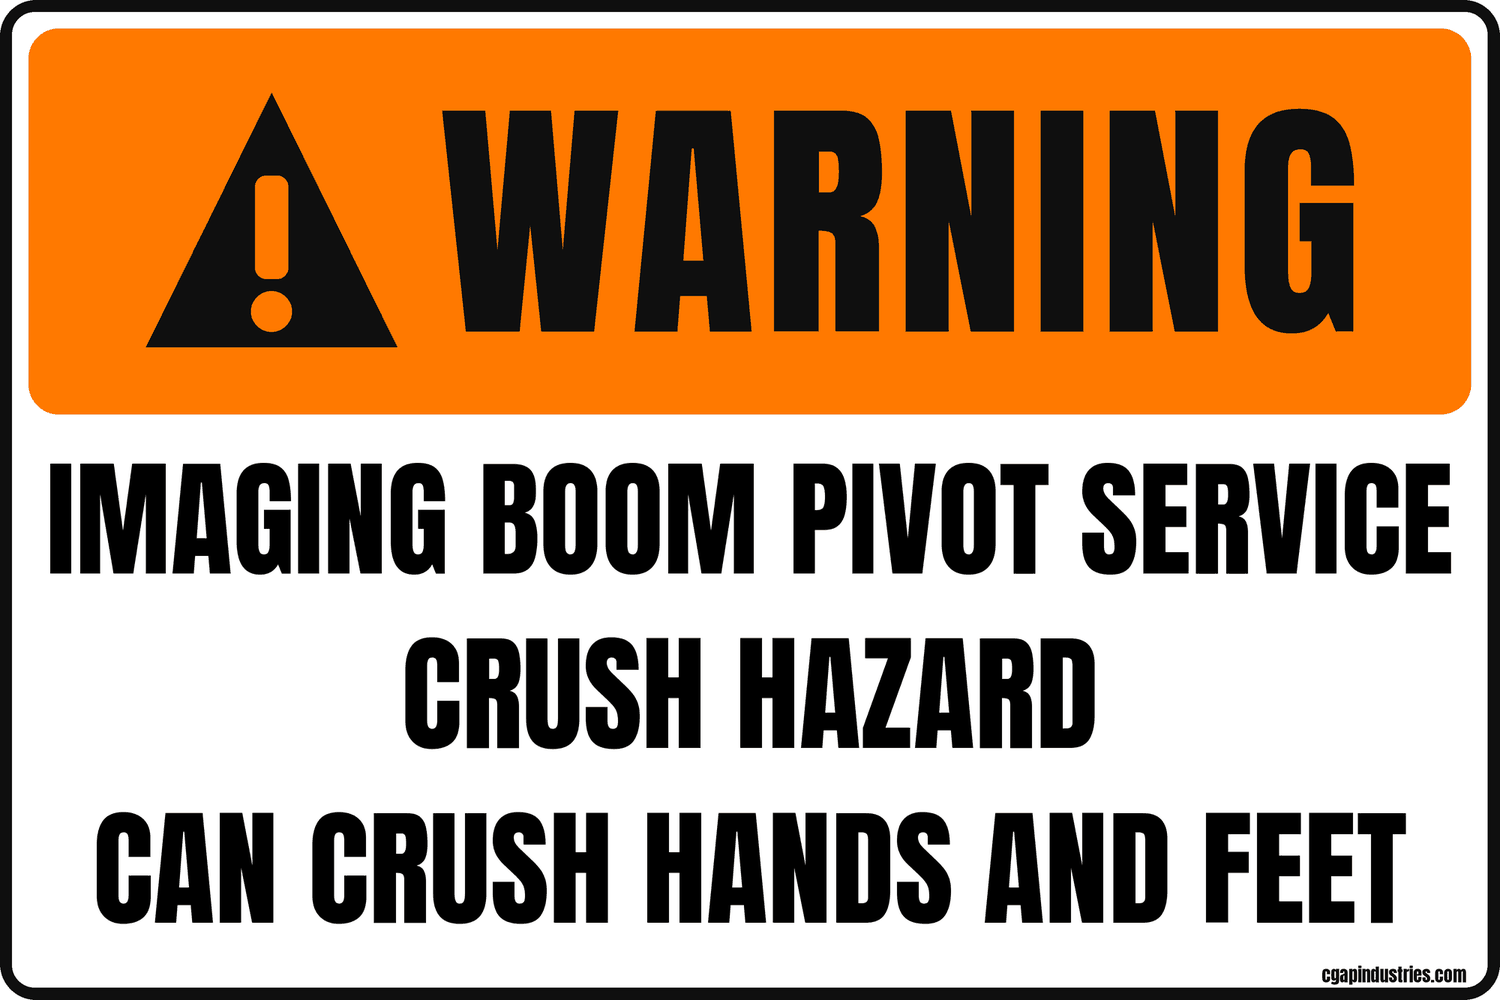 WARNING
IMAGING BOOM PIVOT SERVICE
CRUSH HAZARD
CAN CRUSH HANDS AND FEET
cgapindustries.com